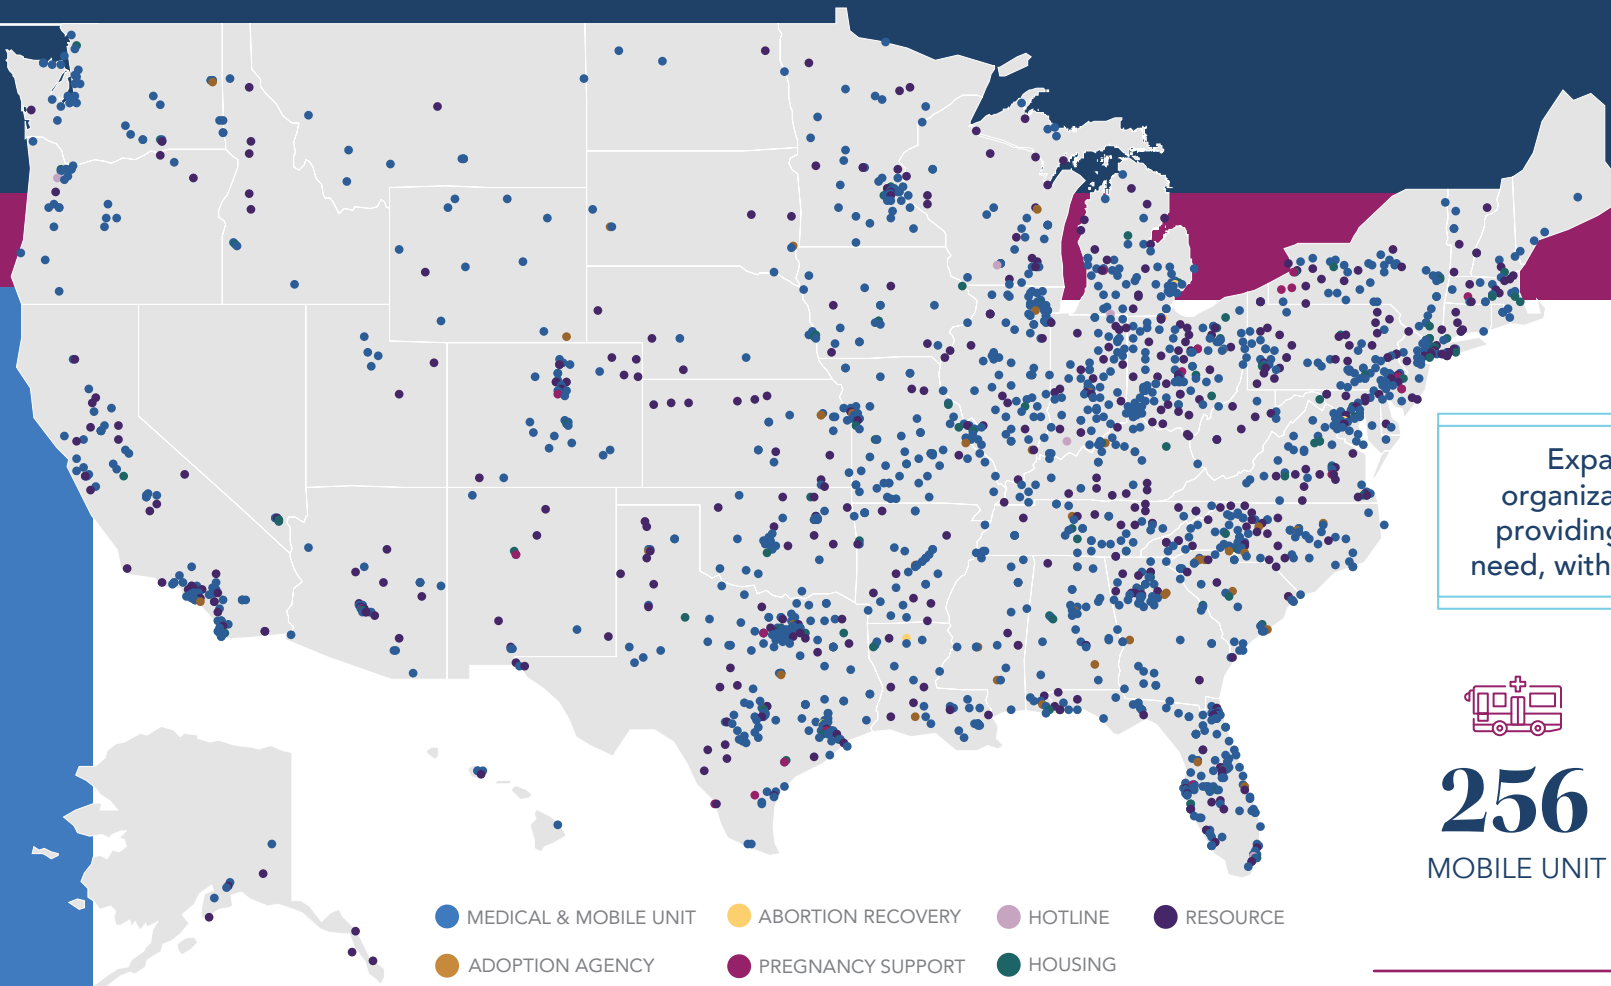 Expa
organiza
providing
need, with
256
MOBILE UNIT
MEDICAL & MOBILE UNIT
ABORTION RECOVERY
HOTLINE
RESOURCE
ADOPTION AGENCY
PREGNANCY SUPPORT
HOUSING